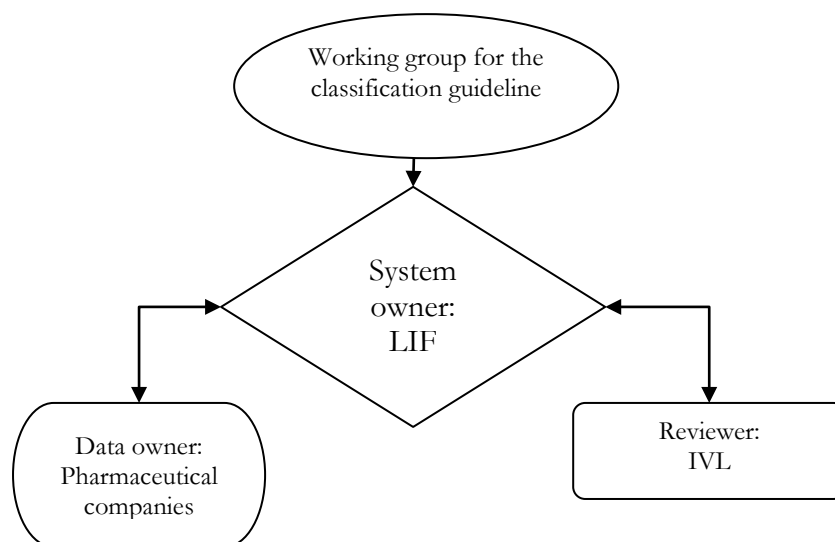 Working group for the
classification guideline
System
owner:
LIF
Data owner:
Pharmaceutical
companies
Reviewer:
IVL